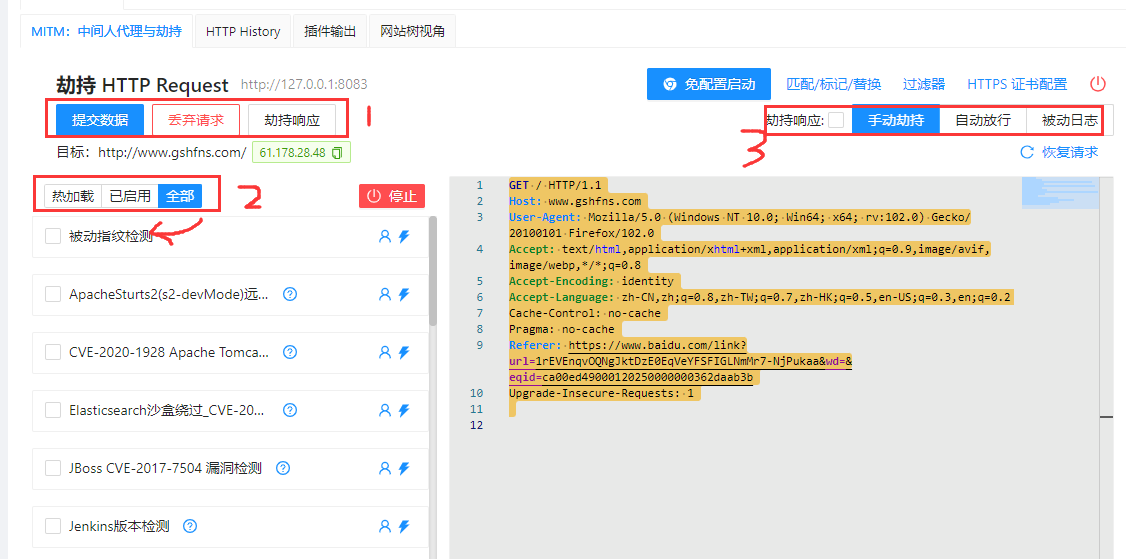 MITM：中间人代理与劫持 HTTP History 插件输出 网站树视角
劫持 HTTP Request http://127.0.0.1:8083 免配置启动 匹配/标记/替换 过滤器 HTTPS 证书配置
提交数据 丢弃请求 劫持响应 1 劫持响应: 手动劫持 自动放行 被动日志
目标：http://www.gshfns.com/ 61.178.28.48 3 恢复请求
热加载 已启用 全部 2 停止
被动指纹检测
ApacheSturts2(s2-devMode)远...
CVE-2020-1928 Apache Tomca...
Elasticsearch沙盒绕过_CVE-20...
JBoss CVE-2017-7504 漏洞检测
Jenkins版本检测
1 GET / HTTP/1.1
2 Host: www.gshfns.com
3 User-Agent: Mozilla/5.0 (Windows NT 10.0; Win64; x64; rv:102.0) Gecko/
20100101 Firefox/102.0
4 Accept: text/html,application/xhtml+xml,application/xml;q=0.9,image/avif,
image/webp,*/*;q=0.8
5 Accept-Encoding: identity
6 Accept-Language: zh-CN,zh;q=0.8,zh-TW;q=0.7,zh-HK;q=0.5,en-US;q=0.3,en;q=0.2
7 Cache-Control: no-cache
8 Pragma: no-cache
9 Referer: https://www.baidu.com/link?
url=1rEVEnqvOQNgJktDzE0EqVeYFSFIGLNmMr7-NjPukaa&wd=&
eqid=ca00ed49000120250000000362daab3b
10 Upgrade-Insecure-Requests: 1
11
12